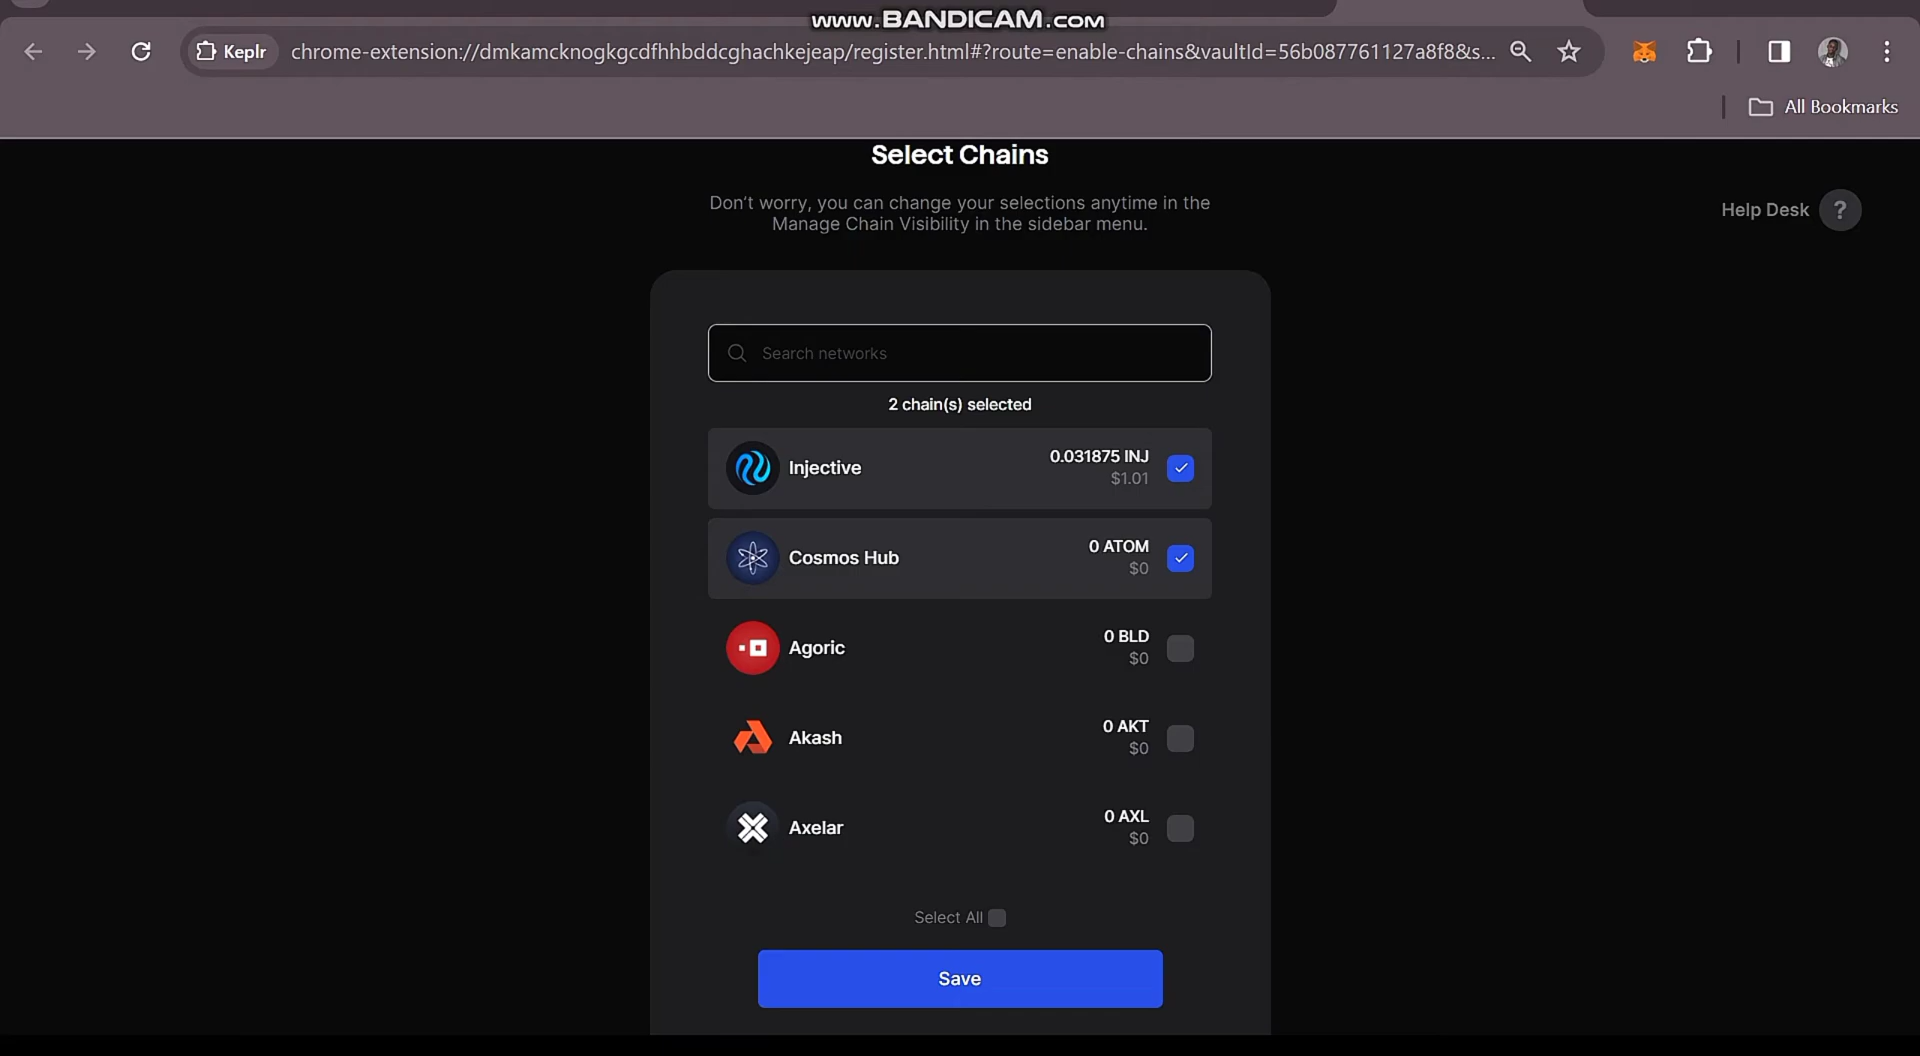 www.BANDICAM.com
Keplr
chrome-extension://dmkamcknogkgcdfhhbddcghachkejeap/register.html#?route=enable-chains&vaultId=56b087761127a8f8&s...
All Bookmarks
Select Chains
Don’t worry, you can change your selections anytime in the
Manage Chain Visibility in the sidebar menu.
Help Desk ?
Search networks
2 chain(s) selected
Injective
0.031875 INJ
$1.01
Cosmos Hub
0 ATOM
$0
Agoric
0 BLD
$0
Akash
0 AKT
$0
Axelar
0 AXL
$0
Select All
Save